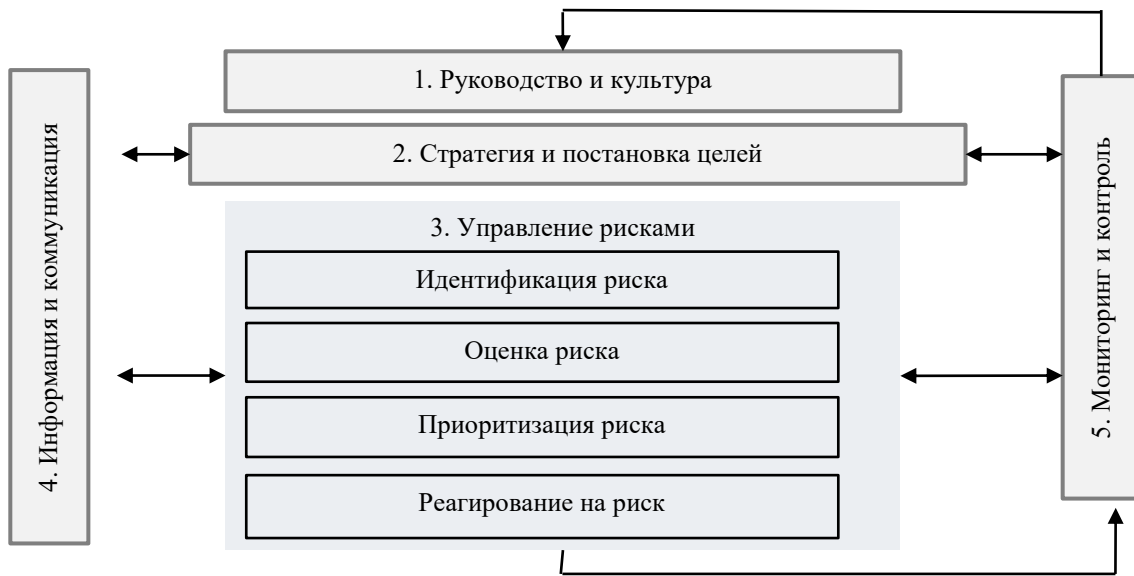 1. Руководство и культура
2. Стратегия и постановка целей
3. Управление рисками
Идентификация риска
Оценка риска
Приоритизация риска
Реагирование на риск
4. Информация и коммуникация
5. Мониторинг и контроль